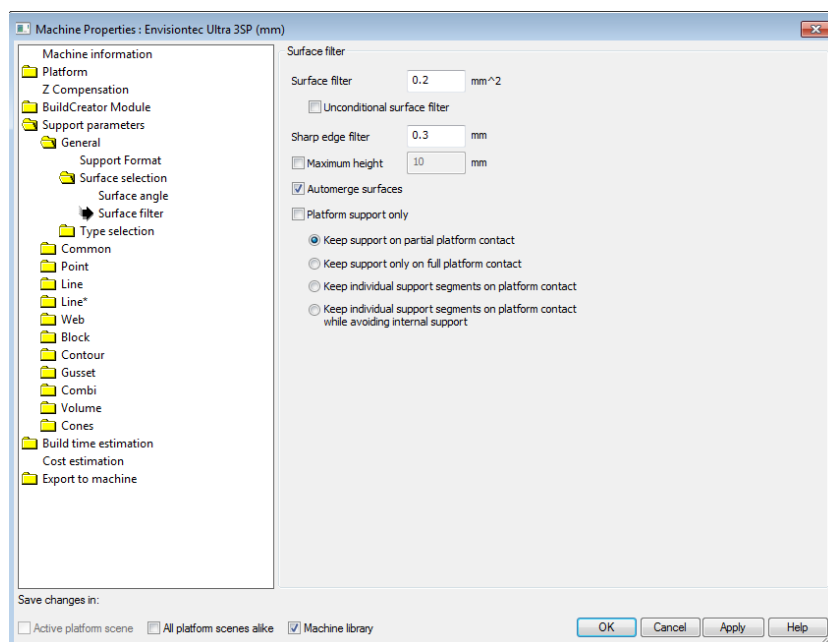 Machine Properties : Envisiontec Ultra 3SP (mm)
Machine information
Platform
Z Compensation
BuildCreator Module
Support parameters
General
Support Format
Surface selection
Surface angle
Surface filter
Type selection
Common
Point
Line
Line*
Web
Block
Contour
Gusset
Combi
Volume
Cones
Build time estimation
Cost estimation
Export to machine
Surface filter
Surface filter 0.2 mm^2
Unconditional surface filter
Sharp edge filter 0.3 mm
Maximum height 10 mm
Automerge surfaces
Platform support only
Keep support on partial platform contact
Keep support only on full platform contact
Keep individual support segments on platform contact
Keep individual support segments on platform contact
while avoiding internal support
Save changes in:
Active platform scene All platform scenes alike Machine library
OK Cancel Apply Help